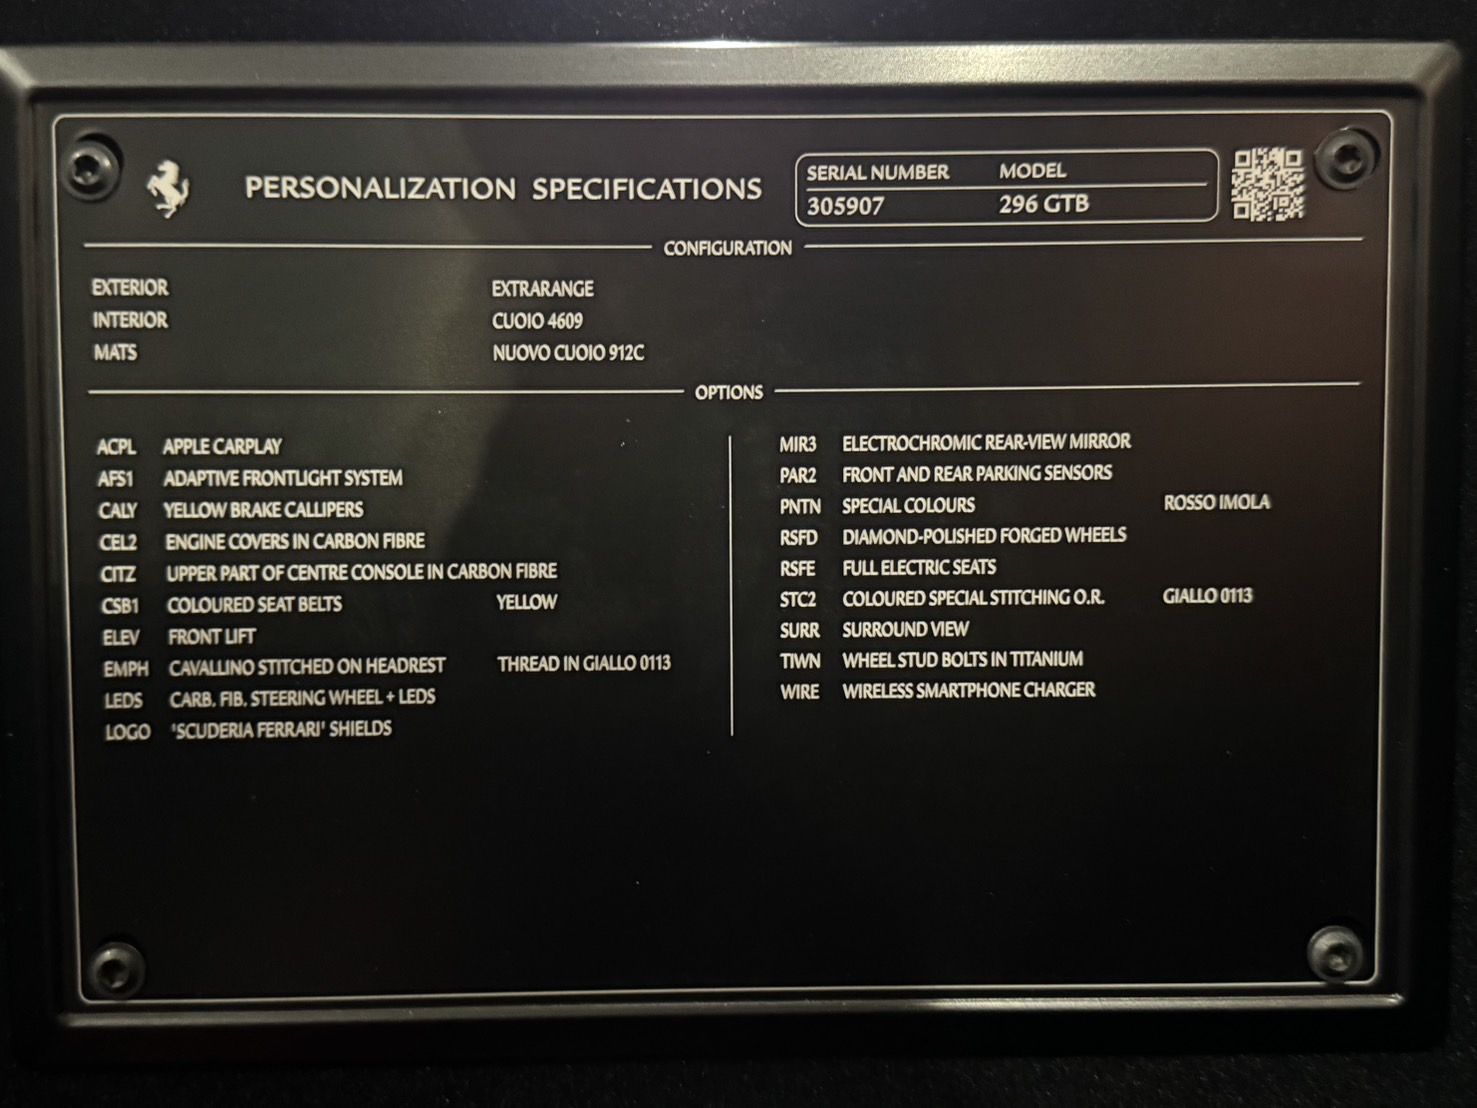 PERSONALIZATION SPECIFICATIONS
SERIAL NUMBER MODEL
305907 296 GTB
CONFIGURATION
EXTERIOR EXTRARANGE
INTERIOR CUOIO 4609
MATS NUOVO CUOIO 912C
OPTIONS
ACPL APPLE CARPLAY
AFS1 ADAPTIVE FRONTLIGHT SYSTEM
CALY YELLOW BRAKE CALLIPERS
CEL2 ENGINE COVERS IN CARBON FIBRE
CITZ UPPER PART OF CENTRE CONSOLE IN CARBON FIBRE
CSB1 COLOURED SEAT BELTS YELLOW
ELEV FRONT LIFT
EMPH CAVALLINO STITCHED ON HEADREST THREAD IN GIALLO 0113
LEDS CARB. FIB. STEERING WHEEL + LEDS
LOGO 'SCUDERIA FERRARI' SHIELDS
MIR3 ELECTROCHROMIC REAR-VIEW MIRROR
PAR2 FRONT AND REAR PARKING SENSORS
PNTN SPECIAL COLOURS ROSSO IMOLA
RSFD DIAMOND-POLISHED FORGED WHEELS
RSFE FULL ELECTRIC SEATS
STC2 COLOURED SPECIAL STITCHING O.R. GIALLO 0113
SURR SURROUND VIEW
TIWN WHEEL STUD BOLTS IN TITANIUM
WIRE WIRELESS SMARTPHONE CHARGER